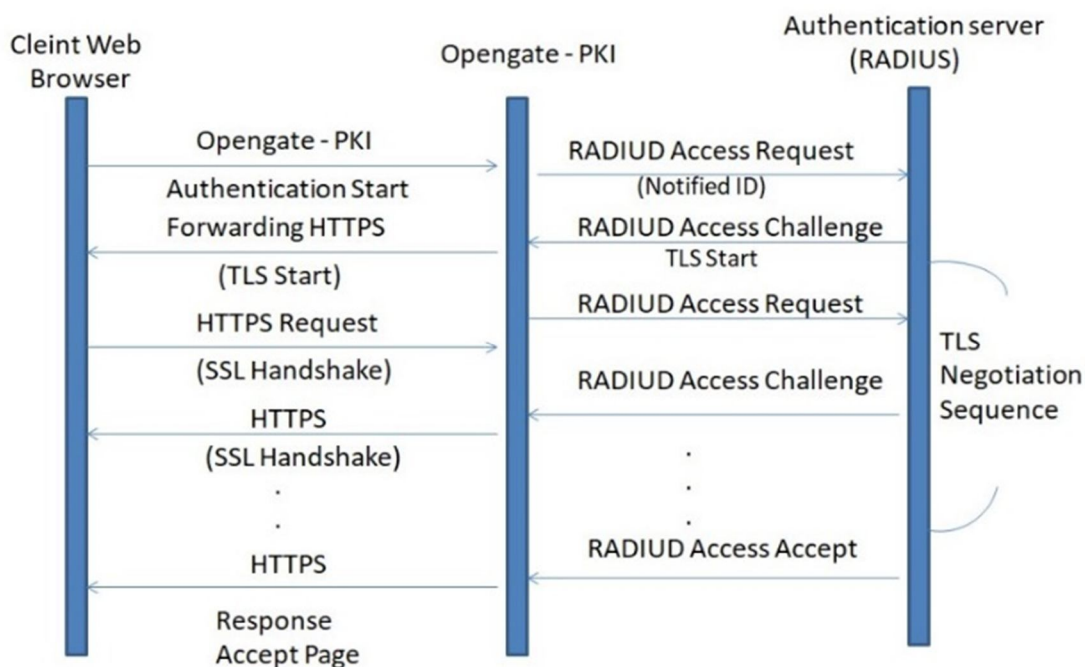 Cleint Web
Browser
Opengate - PKI
Authentication server
(RADIUS)
Opengate - PKI
Authentication Start
RADIUD Access Request
(Notified ID)
Forwarding HTTPS
(TLS Start)
RADIUD Access Challenge
TLS Start
HTTPS Request
(SSL Handshake)
RADIUD Access Request
HTTPS
(SSL Handshake)
RADIUD Access Challenge
TLS
Negotiation
Sequence
.
.
.
.
.
HTTPS
Response
Accept Page
RADIUD Access Accept